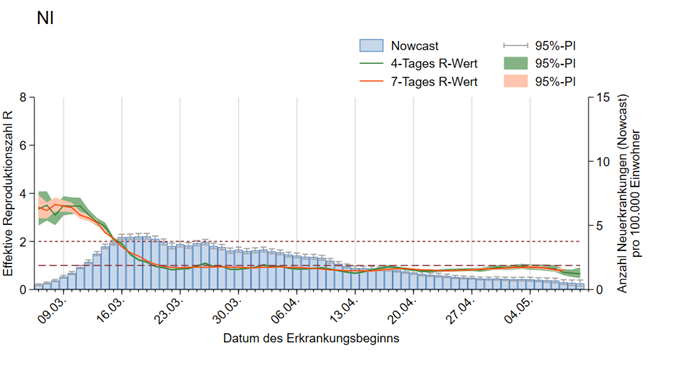 NI
Nowcast
95%-PI
4-Tages R-Wert
95%-PI
7-Tages R-Wert
95%-PI
Effektive Reproduktionszahl R
8
6
4
2
0
15
10
5
0
Anzahl Neuerkrankungen (Nowcast)
pro 100.000 Einwohner
09.03.
16.03.
23.03.
30.03.
06.04.
13.04.
20.04.
27.04.
04.05.
Datum des Erkrankungsbeginns